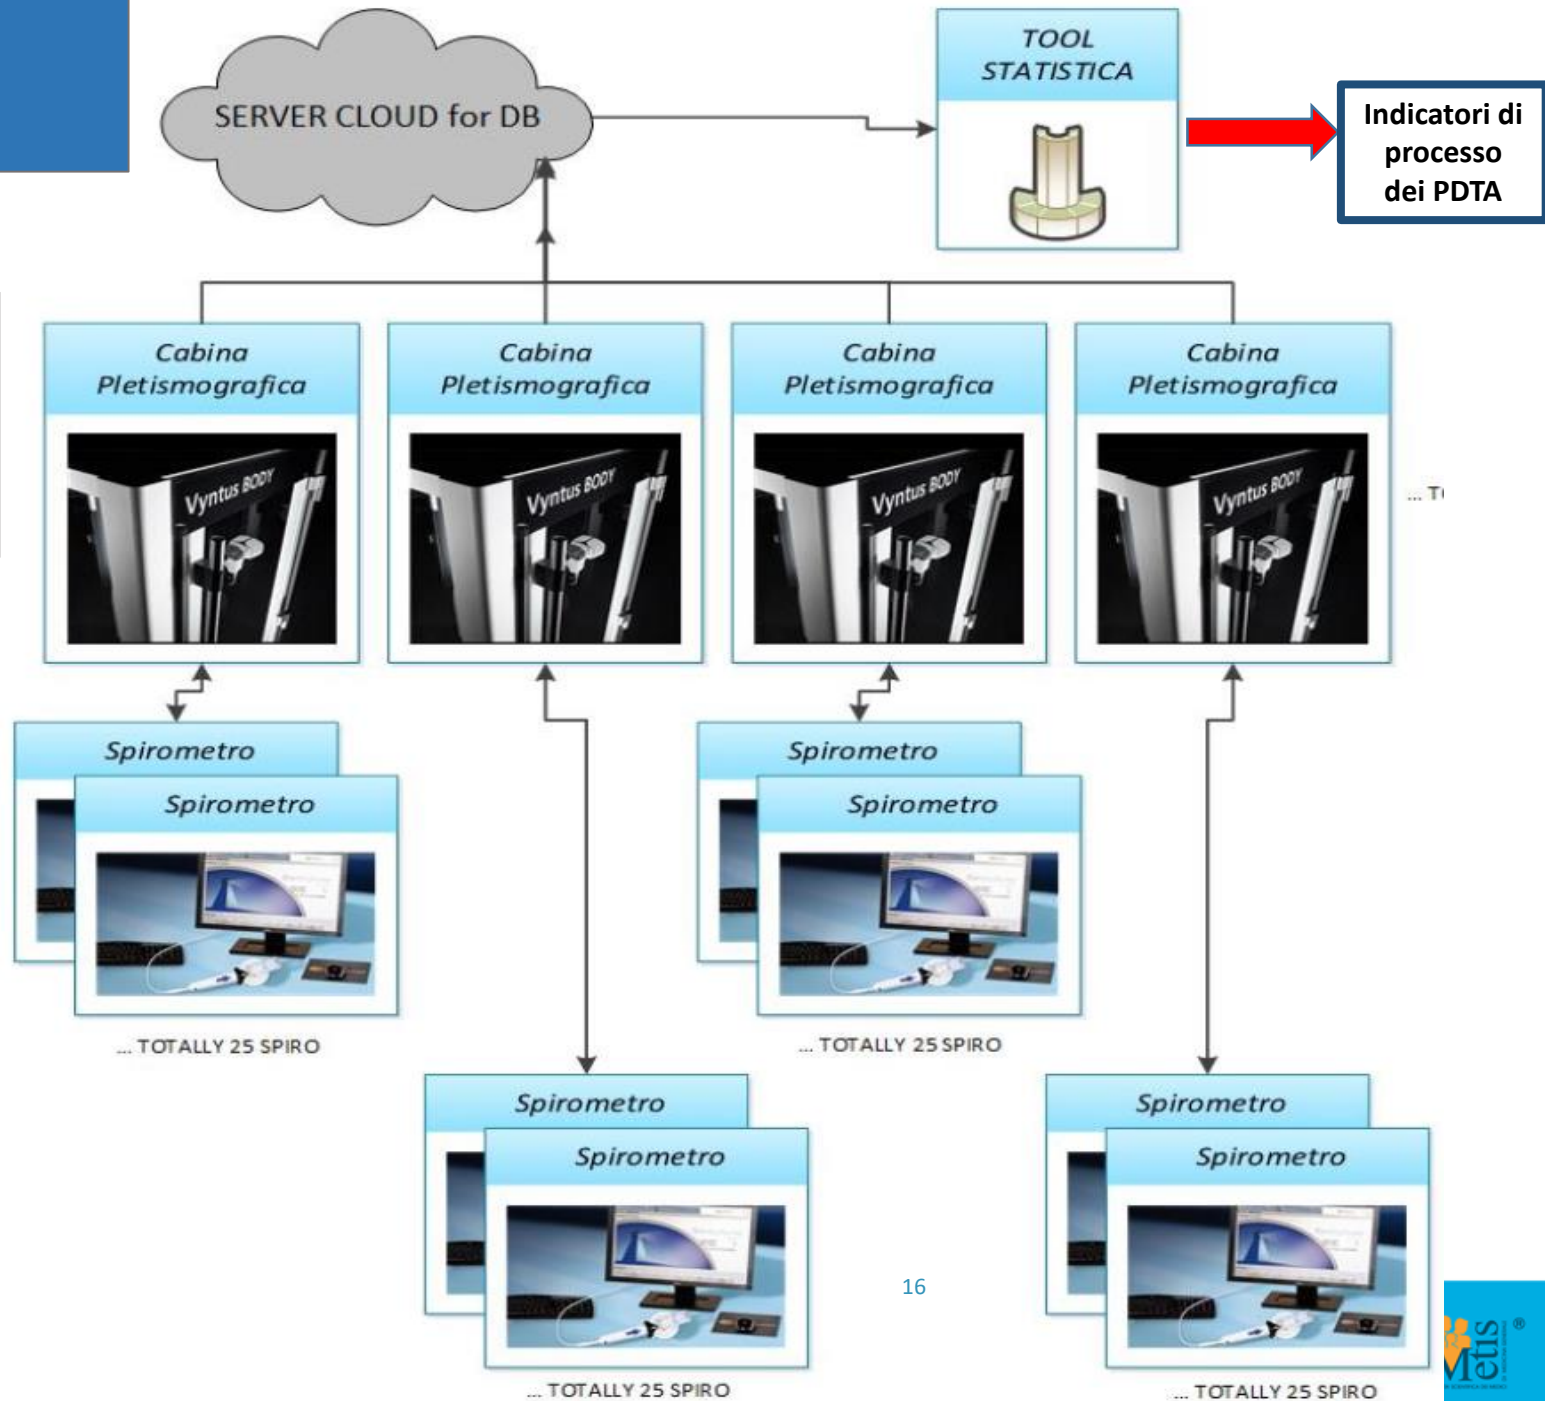 SERVER CLOUD for DB
TOOL
STATISTICA
Indicatori di
processo
dei PDTA
Cabina
Pletismografica
Cabina
Pletismografica
Cabina
Pletismografica
Cabina
Pletismografica
Vyntus BODY
Vyntus BODY
Vyntus BODY
Vyntus BODY
... T
Spirometro
Spirometro
... TOTALLY 25 SPIRO
Spirometro
Spirometro
... TOTALLY 25 SPIRO
Spirometro
Spirometro
... TOTALLY 25 SPIRO
Spirometro
Spirometro
... TOTALLY 25 SPIRO
16
Metis ®